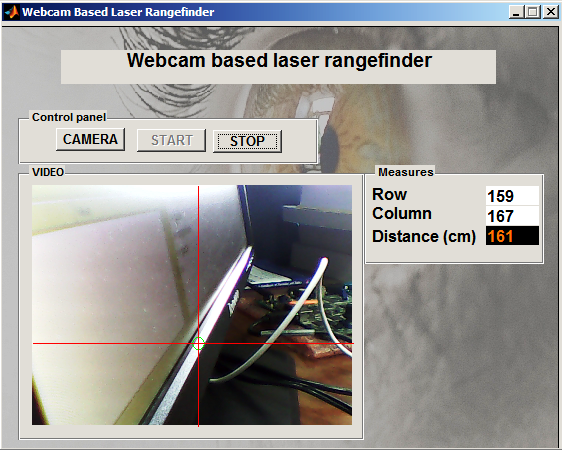 Webcam Based Laser Rangefinder
Webcam based laser rangefinder
Control panel
CAMERA START STOP
VIDEO
Measures
Row 159
Column 167
Distance (cm) 161